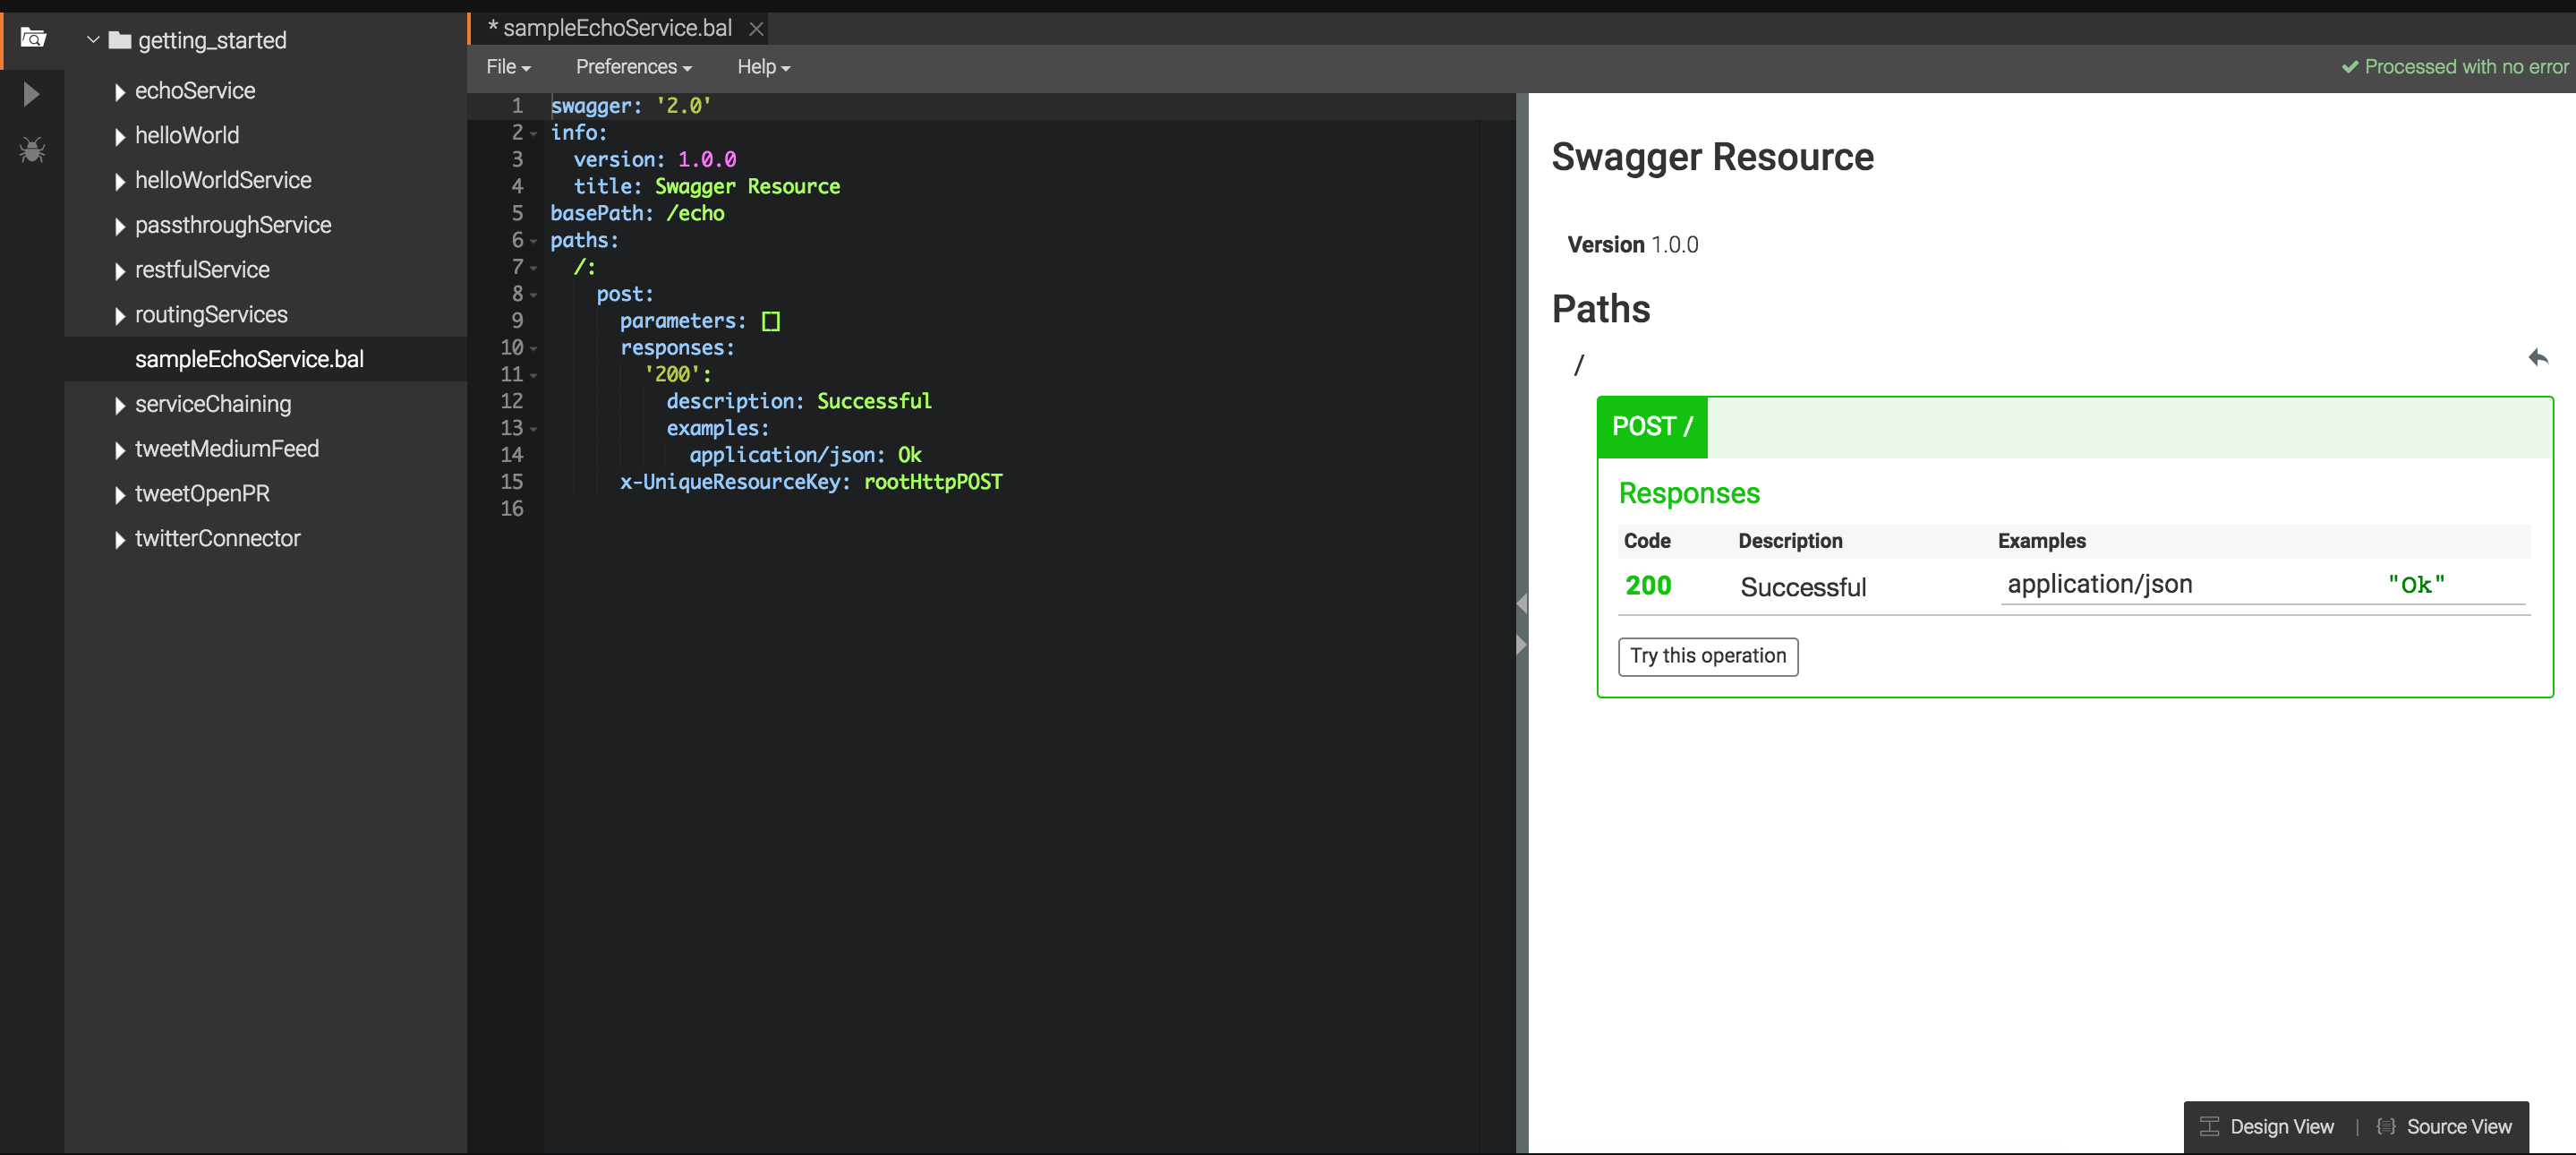 getting_started
echoService
helloWorld
helloWorldService
passthroughService
restfulService
routingServices
sampleEchoService.bal
serviceChaining
tweetMediumFeed
tweetOpenPR
twitterConnector
* sampleEchoService.bal
File Preferences Help
Processed with no error
1 swagger: '2.0'
2 info:
3 version: 1.0.0
4 title: Swagger Resource
5 basePath: /echo
6 paths:
7 /:
8 post:
9 parameters: []
10 responses:
11 '200':
12 description: Successful
13 examples:
14 application/json: Ok
15 x-UniqueResourceKey: rootHttpPOST
16
Swagger Resource
Version 1.0.0
Paths
/
POST /
Responses
Code Description Examples
200 Successful application/json "Ok"
Try this operation
Design View | Source View